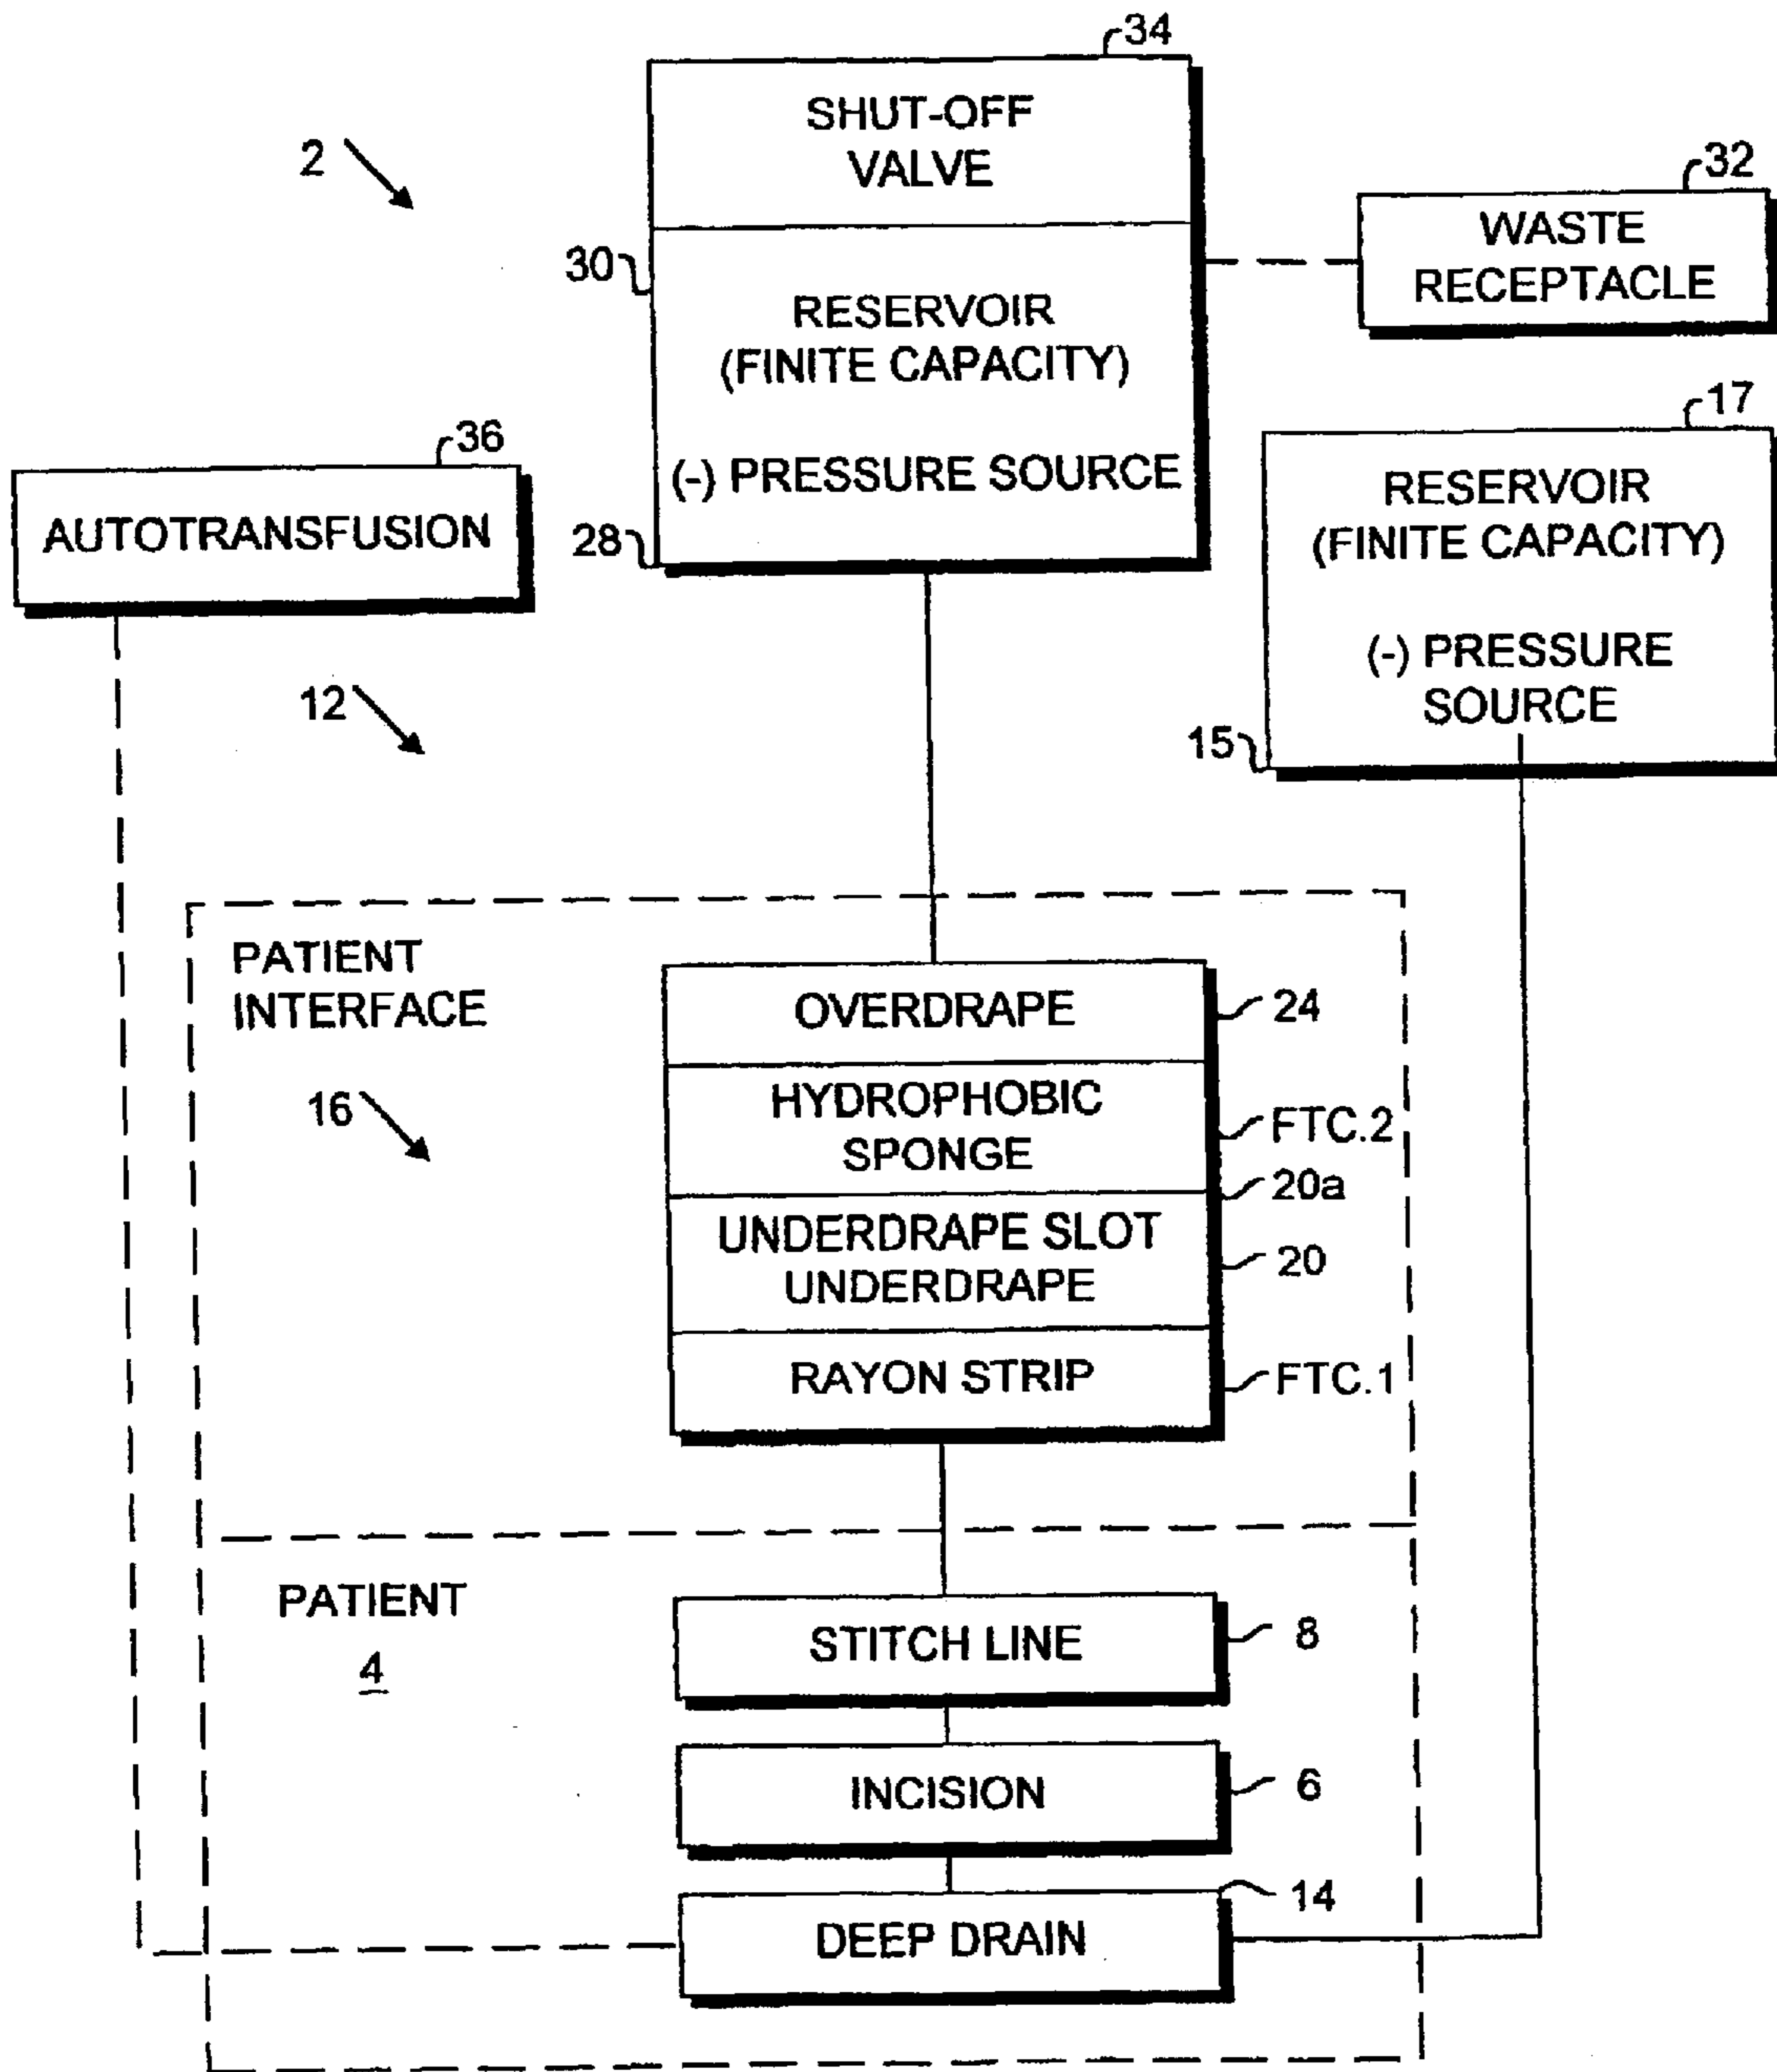 34
SHUT-OFF
VALVE
2
32
WASTE
RECEPTACLE
30
RESERVOIR
(FINITE CAPACITY)
(-) PRESSURE SOURCE
28
17
RESERVOIR
(FINITE CAPACITY)
(-) PRESSURE
SOURCE
15
36
AUTOTRANSFUSION
12
PATIENT
INTERFACE
16
OVERDRAPE
24
HYDROPHOBIC
SPONGE
FTC.2
20a
UNDERDRAPE SLOT
UNDERDRAPE
20
RAYON STRIP
FTC.1
PATIENT
4
STITCH LINE
8
INCISION
6
14
DEEP DRAIN